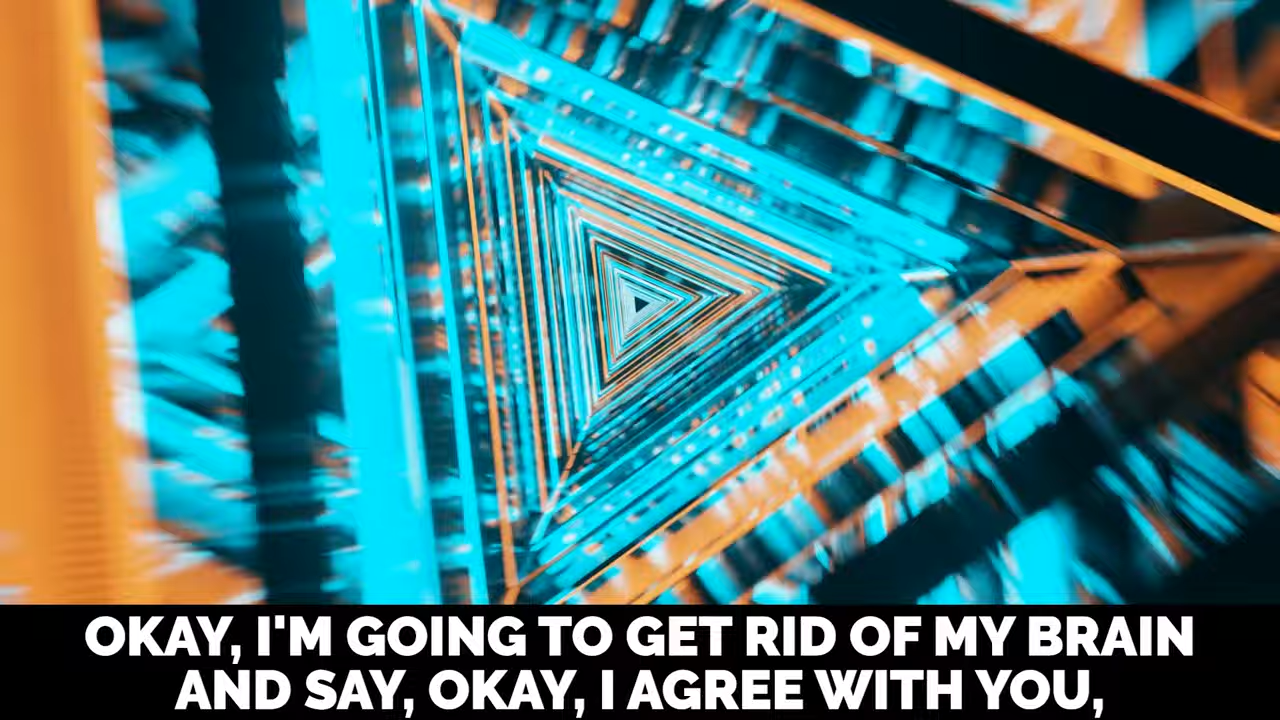 OKAY, I'M GOING TO GET RID OF MY BRAIN
AND SAY, OKAY, I AGREE WITH YOU,